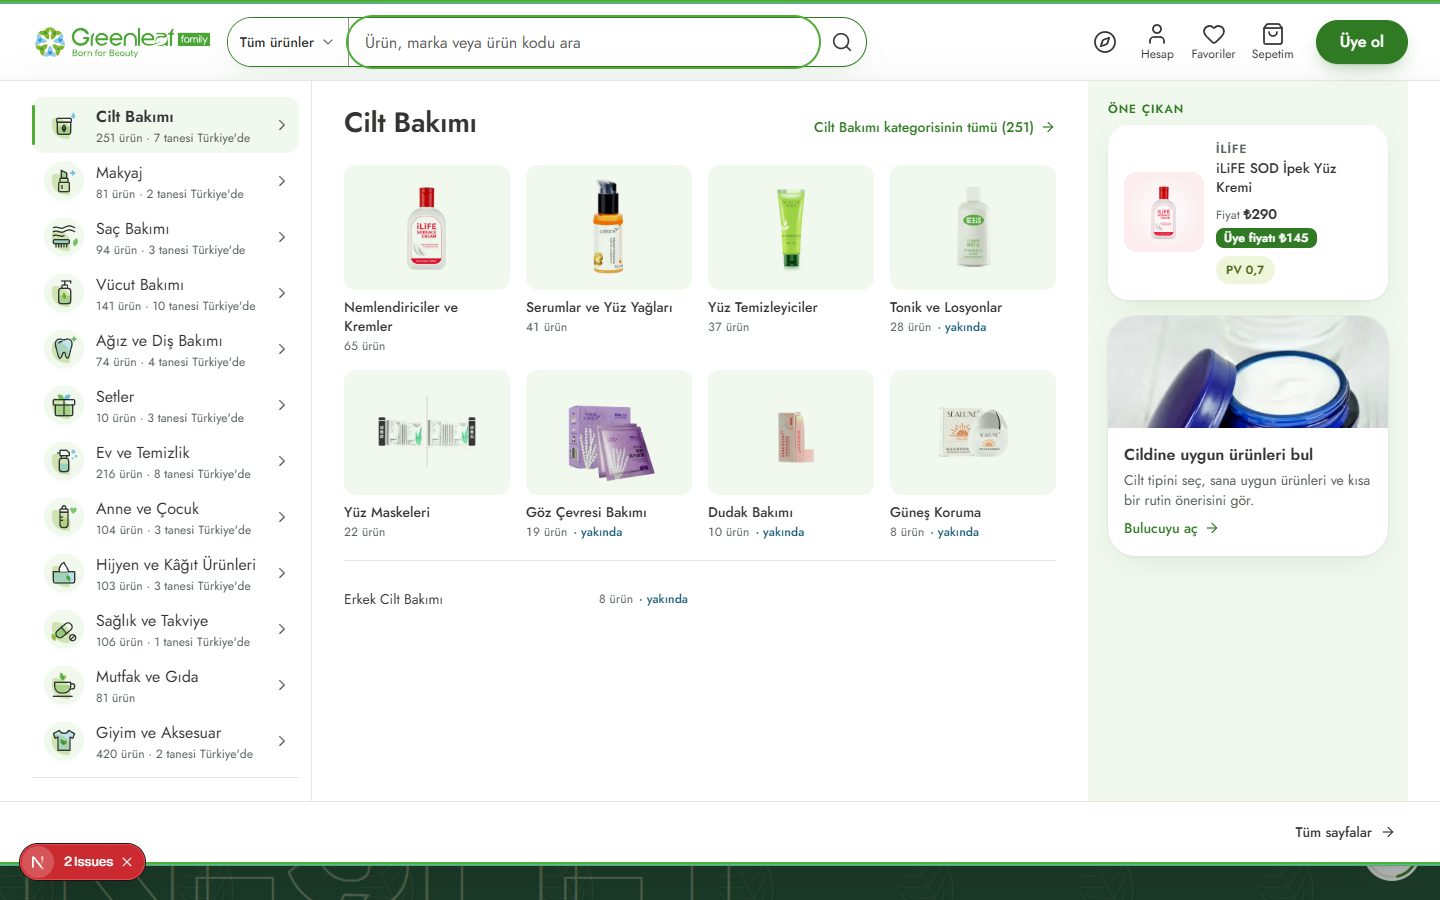 Greenleaf family
Born for Beauty
Tüm ürünler
Ürün, marka veya ürün kodu ara
Hesap
Favoriler
Sepetim
Üye ol
Cilt Bakımı
251 ürün · 7 tanesi Türkiye'de
Makyaj
81 ürün · 2 tanesi Türkiye'de
Saç Bakımı
94 ürün · 3 tanesi Türkiye'de
Vücut Bakımı
141 ürün · 10 tanesi Türkiye'de
Ağız ve Diş Bakımı
74 ürün · 4 tanesi Türkiye'de
Setler
10 ürün · 3 tanesi Türkiye'de
Ev ve Temizlik
216 ürün · 8 tanesi Türkiye'de
Anne ve Çocuk
104 ürün · 3 tanesi Türkiye'de
Hijyen ve Kâğıt Ürünleri
103 ürün · 3 tanesi Türkiye'de
Sağlık ve Takviye
106 ürün · 1 tanesi Türkiye'de
Mutfak ve Gıda
81 ürün
Giyim ve Aksesuar
420 ürün · 2 tanesi Türkiye'de
Cilt Bakımı
Cilt Bakımı kategorisinin tümü (251)
iLiFE
Nemlendiriciler ve
Kremler
65 ürün
Serumlar ve Yüz Yağları
41 ürün
Yüz Temizleyiciler
37 ürün
Tonik ve Losyonlar
28 ürün · yakında
Yüz Maskeleri
22 ürün
Göz Çevresi Bakımı
19 ürün · yakında
Dudak Bakımı
10 ürün · yakında
SEALUXE
Güneş Koruma
8 ürün · yakında
Erkek Cilt Bakımı
8 ürün · yakında
ÖNE ÇIKAN
İLİFE
iLiFE SOD İpek Yüz
Kremi
Fiyat ₺290
Üye fiyatı ₺145
PV 0,7
iLiFE
Cildine uygun ürünleri bul
Cilt tipini seç, sana uygun ürünleri ve kısa
bir rutin önerisini gör.
Bulucuyu aç
Tüm sayfalar
N 2 Issues